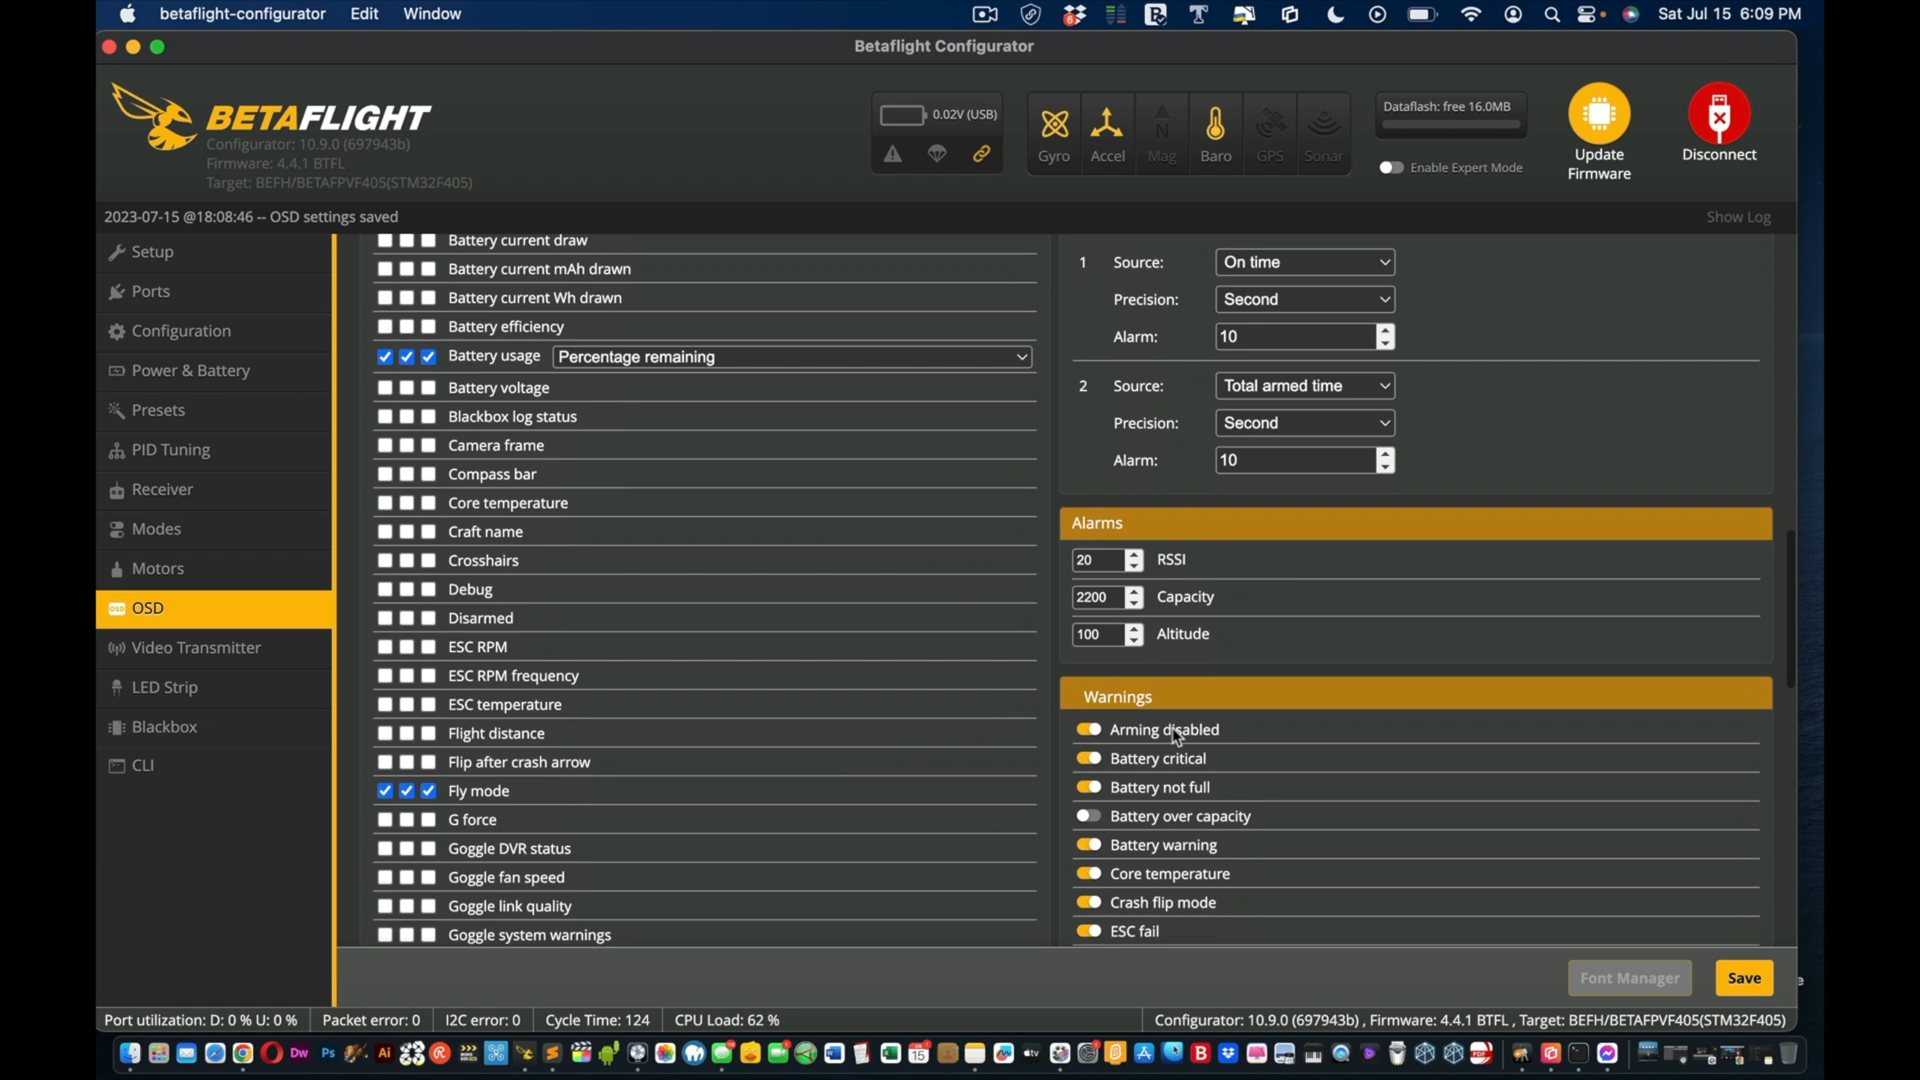 betaflight-configurator Edit Window
6
Sat Jul 15 6:09 PM
Betaflight Configurator
BETAFLIGHT
Configurator: 10.9.0 (697943b)
Firmware: 4.4.1 BTFL
Target: BEFH/BETAFPVF405(STM32F405)
0.02V (USB)
Gyro
Accel
Mag
Baro
GPS
Sonar
Dataflash: free 16.0MB
Enable Expert Mode
Update
Firmware
Disconnect
2023-07-15 @18:08:46 -- OSD settings saved
Show Log
Setup
Ports
Configuration
Power & Battery
Presets
PID Tuning
Receiver
Modes
Motors
OSD
Video Transmitter
LED Strip
Blackbox
CLI
Battery current draw
Battery current mAh drawn
Battery current Wh drawn
Battery efficiency
Battery usage Percentage remaining
Battery voltage
Blackbox log status
Camera frame
Compass bar
Core temperature
Craft name
Crosshairs
Debug
Disarmed
ESC RPM
ESC RPM frequency
ESC temperature
Flight distance
Flip after crash arrow
Fly mode
G force
Goggle DVR status
Goggle fan speed
Goggle link quality
Goggle system warnings
1 Source: On time
Precision: Second
Alarm: 10
2 Source: Total armed time
Precision: Second
Alarm: 10
Alarms
20 RSSI
2200 Capacity
100 Altitude
Warnings
Arming disabled
Battery critical
Battery not full
Battery over capacity
Battery warning
Core temperature
Crash flip mode
ESC fail
Font Manager
Save
Port utilization: D: 0 % U: 0 % Packet error: 0 I2C error: 0 Cycle Time: 124 CPU Load: 62 %
Configurator: 10.9.0 (697943b) , Firmware: 4.4.1 BTFL , Target: BEFH/BETAFPVF405(STM32F405)
Dw Ps Ai